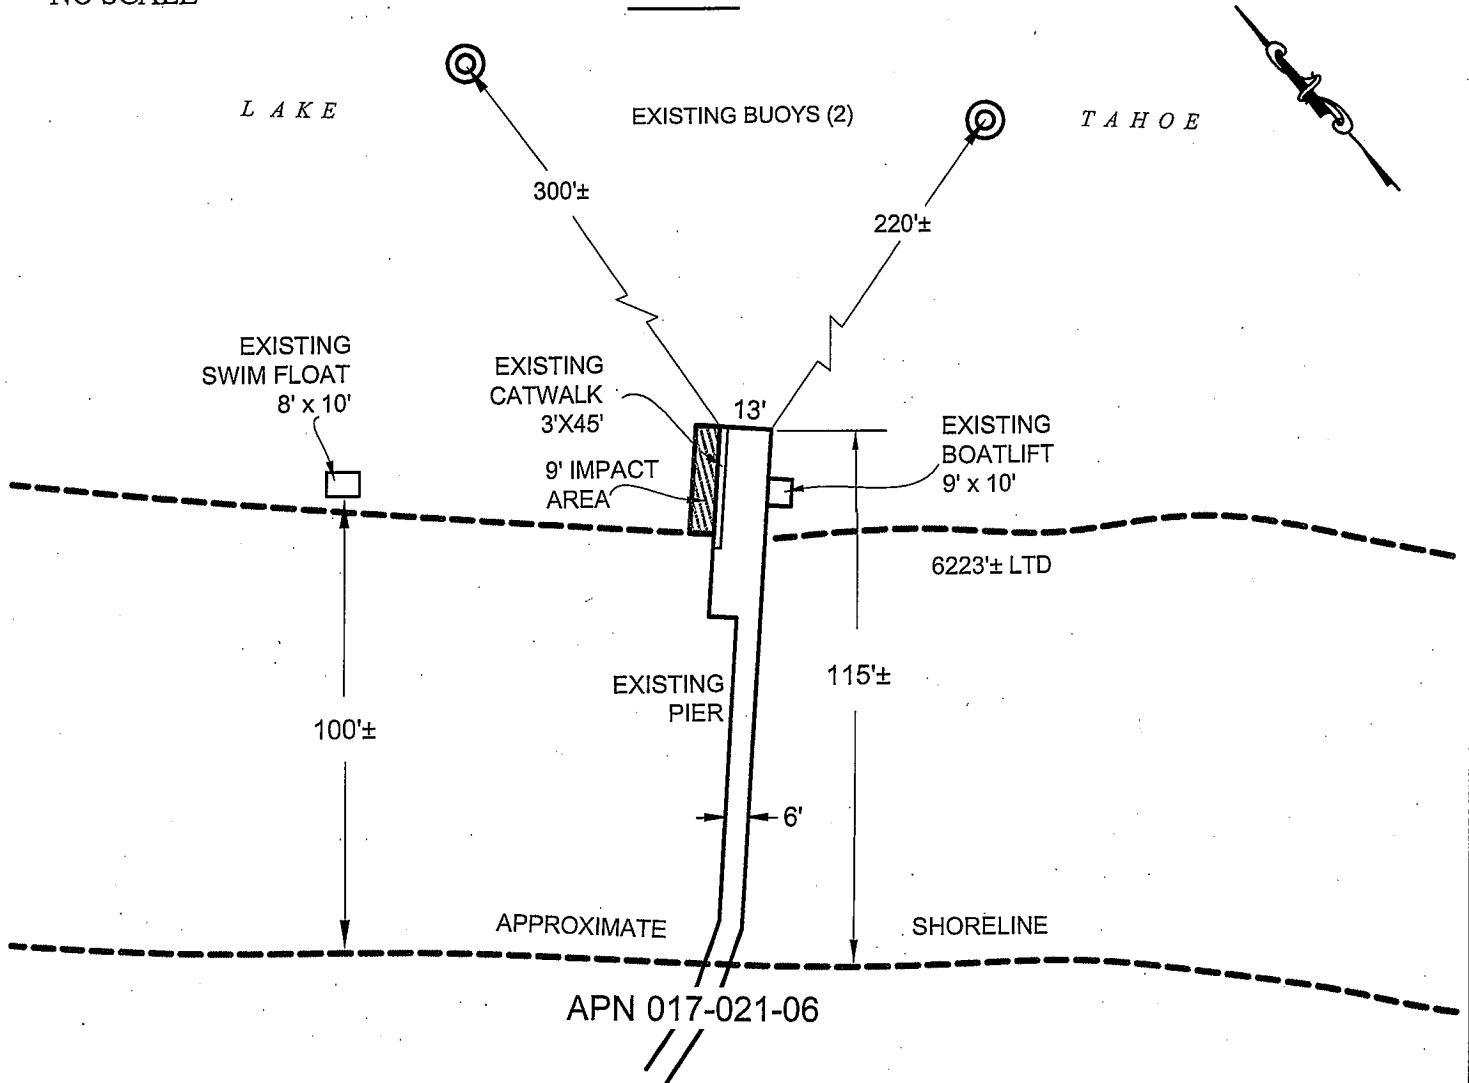 NO SCALE
LAKE
EXISTING BUOYS (2)
TAHOE
300'±
220'±
EXISTING
SWIM FLOAT
8' x 10'
EXISTING
CATWALK
3'X45'
13'
EXISTING
BOATLIFT
9' x 10'
9' IMPACT
AREA
6223'± LTD
EXISTING
PIER
115'±
100'±
6'
APPROXIMATE
SHORELINE
APN 017-021-06